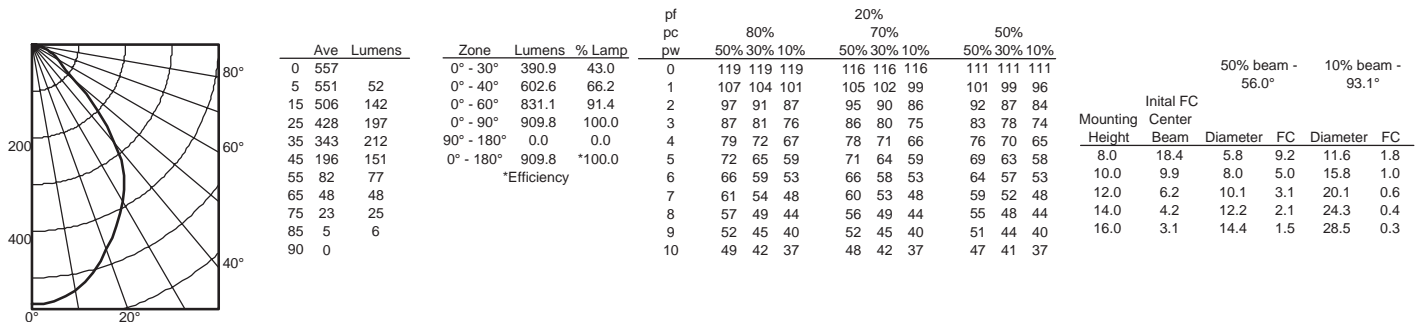 200
400
80°
60°
40°
0°
20°
Ave Lumens
0 557
5 551 52
15 506 142
25 428 197
35 343 212
45 196 151
55 82 77
65 48 48
75 23 25
85 5 6
90 0
Zone Lumens % Lamp
0° - 30° 390.9 43.0
0° - 40° 602.6 66.2
0° - 60° 831.1 91.4
0° - 90° 909.8 100.0
90° - 180° 0.0 0.0
0° - 180° 909.8 *100.0
*Efficiency
pf 20%
pc 80% 70% 50%
pw 50% 30% 10% 50% 30% 10% 50% 30% 10%
0 119 119 119 116 116 116 111 111 111
1 107 104 101 105 102 99 101 99 96
2 97 91 87 95 90 86 92 87 84
3 87 81 76 86 80 75 83 78 74
4 79 72 67 78 71 66 76 70 65
5 72 65 59 71 64 59 69 63 58
6 66 59 53 66 58 53 64 57 53
7 61 54 48 60 53 48 59 52 48
8 57 49 44 56 49 44 55 48 44
9 52 45 40 52 45 40 51 44 40
10 49 42 37 48 42 37 47 41 37
50% beam - 10% beam -
56.0° 93.1°
Inital FC
Mounting Center
Height Beam Diameter FC Diameter FC
8.0 18.4 5.8 9.2 11.6 1.8
10.0 9.9 8.0 5.0 15.8 1.0
12.0 6.2 10.1 3.1 20.1 0.6
14.0 4.2 12.2 2.1 24.3 0.4
16.0 3.1 14.4 1.5 28.5 0.3